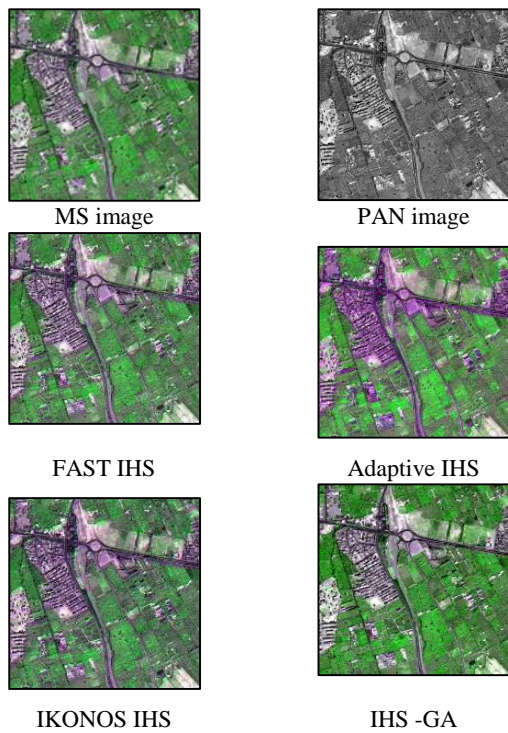 MS image
PAN image
FAST IHS
Adaptive IHS
IKONOS IHS
IHS -GA